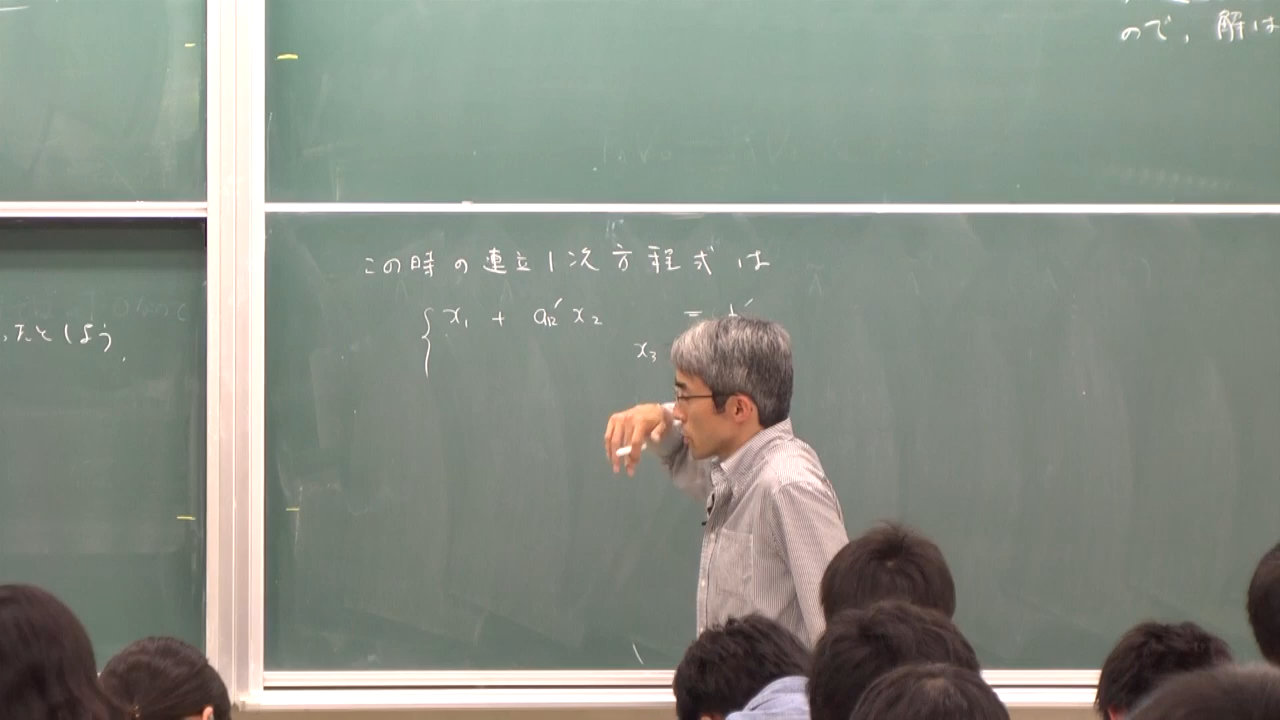 ので、解は
ったとしよう.
この時の連立1次方程式は
x₁ + a₁₂′ x₂ =
x₃